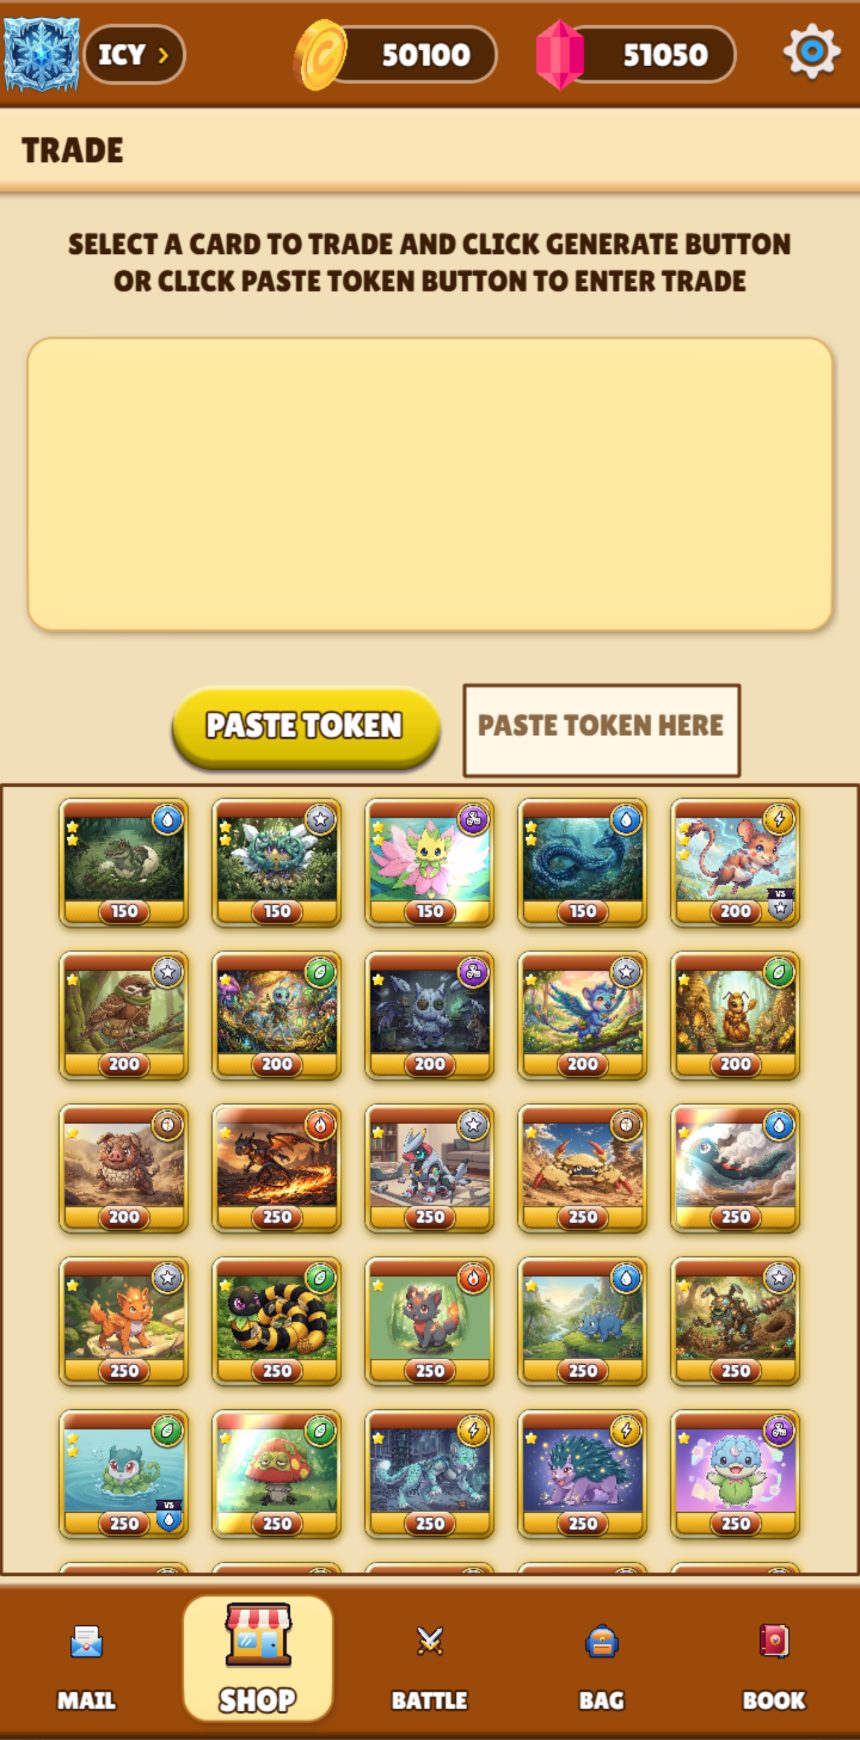 ICY >
50100
51050
TRADE
SELECT A CARD TO TRADE AND CLICK GENERATE BUTTON
OR CLICK PASTE TOKEN BUTTON TO ENTER TRADE
PASTE TOKEN
PASTE TOKEN HERE
150 150 150 150 200 VS
200 200 200 200 200
200 250 250 250 250
250 250 250 250 250
250 VS 250 250 250 250
MAIL SHOP BATTLE BAG BOOK